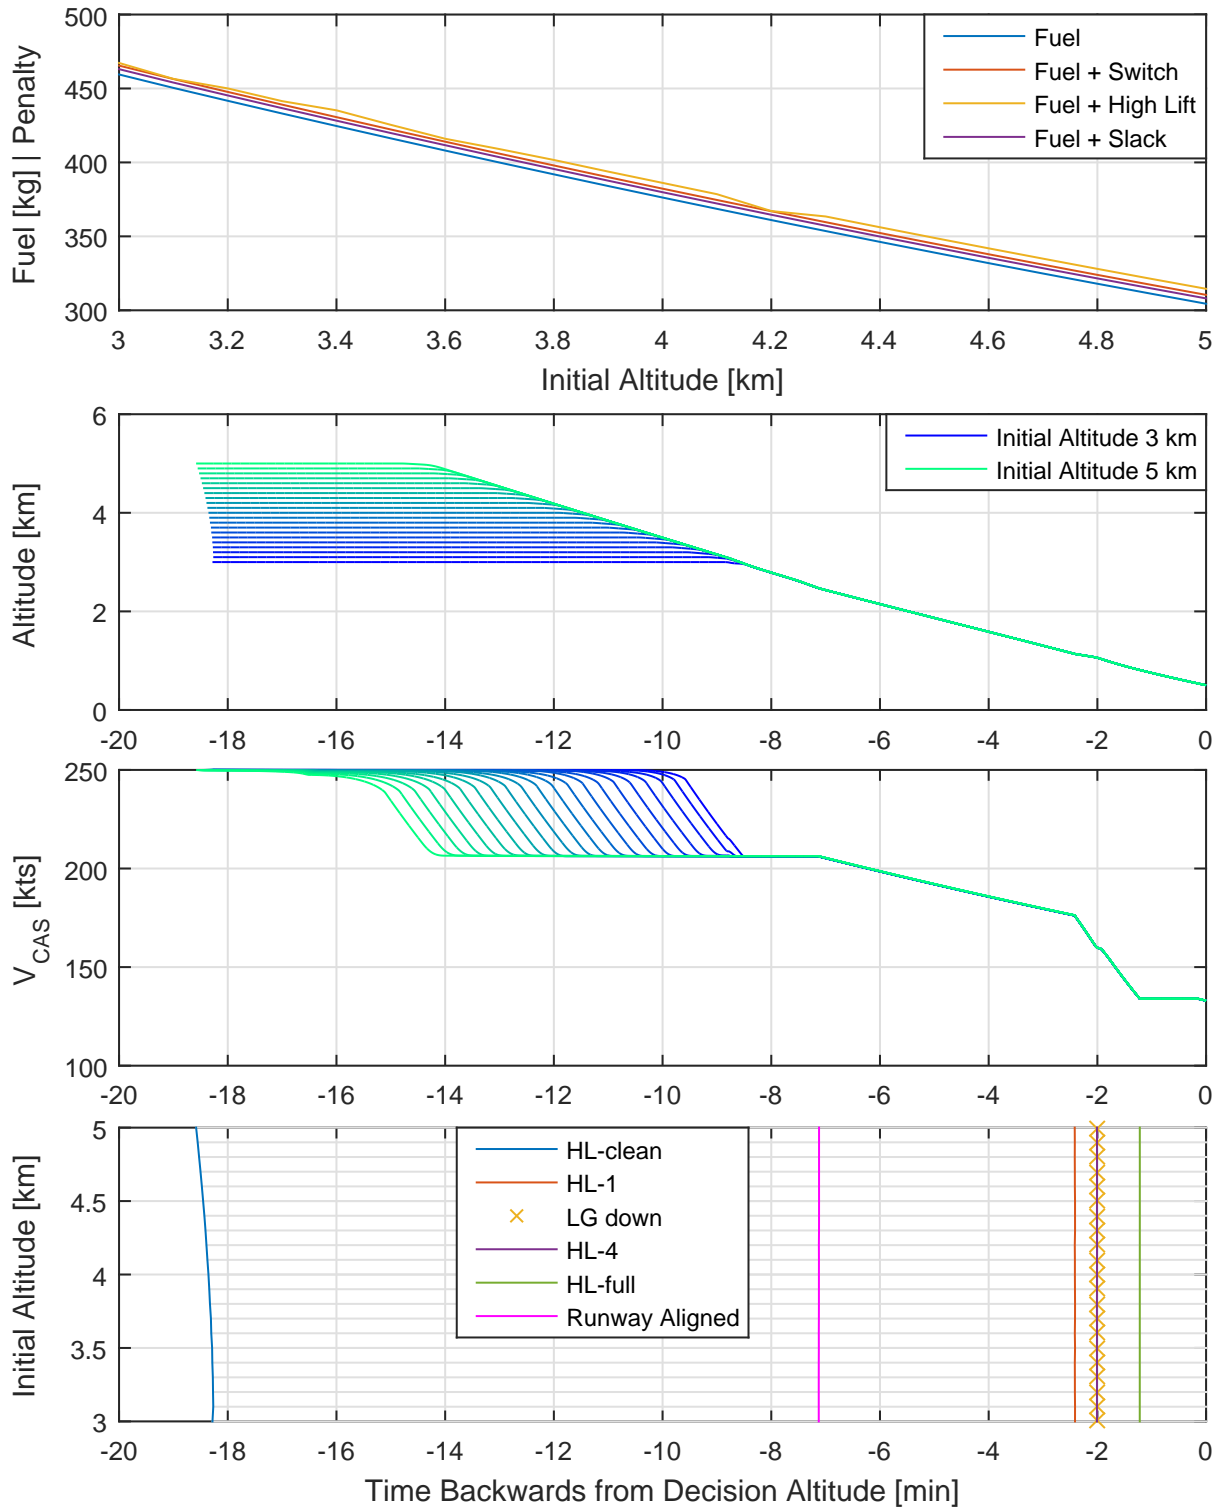 500
450
400
350
300
Fuel [kg] | Penalty
Fuel
Fuel + Switch
Fuel + High Lift
Fuel + Slack
3 3.2 3.4 3.6 3.8 4 4.2 4.4 4.6 4.8 5
Initial Altitude [km]
6
4
2
0
Altitude [km]
Initial Altitude 3 km
Initial Altitude 5 km
-20 -18 -16 -14 -12 -10 -8 -6 -4 -2 0
250
200
150
100
V_CAS [kts]
-20 -18 -16 -14 -12 -10 -8 -6 -4 -2 0
5
4.5
4
3.5
3
Initial Altitude [km]
HL-clean
HL-1
LG down
HL-4
HL-full
Runway Aligned
-20 -18 -16 -14 -12 -10 -8 -6 -4 -2 0
Time Backwards from Decision Altitude [min]